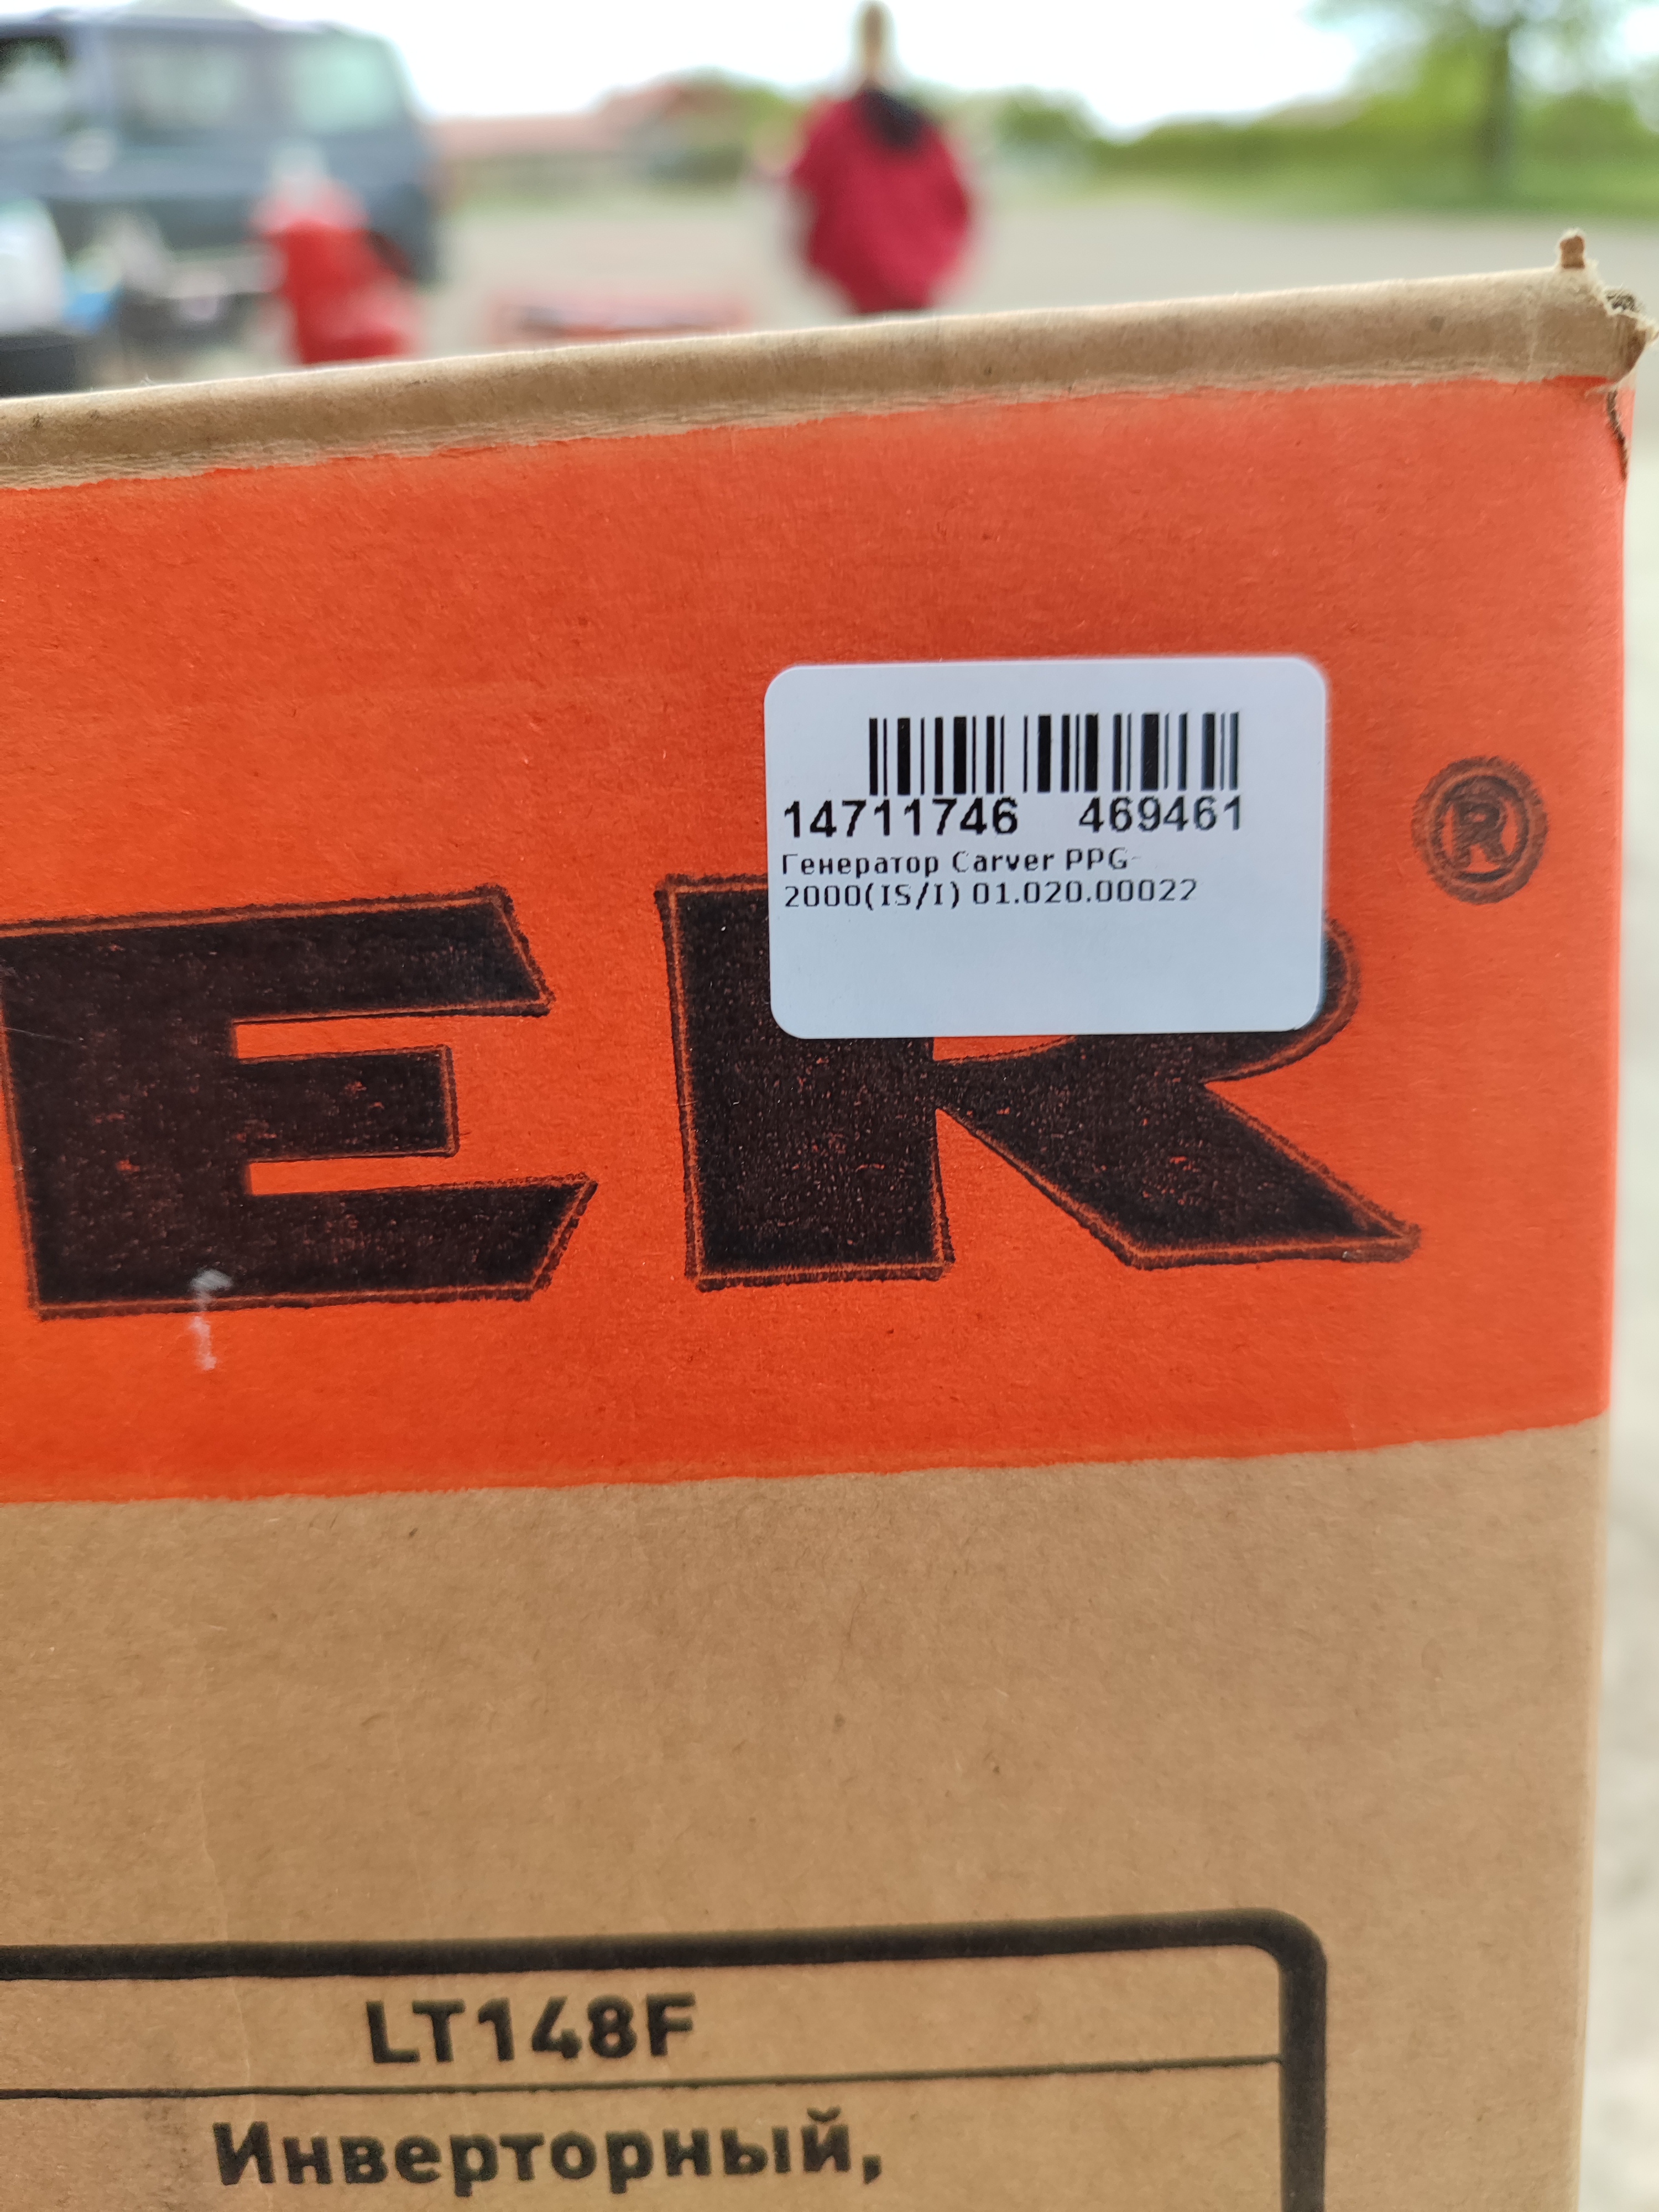 14711746 469461
Генератор Carver PPG-
2000(IS/I) 01.020.00022
ER®
LT148F
Инверторный,